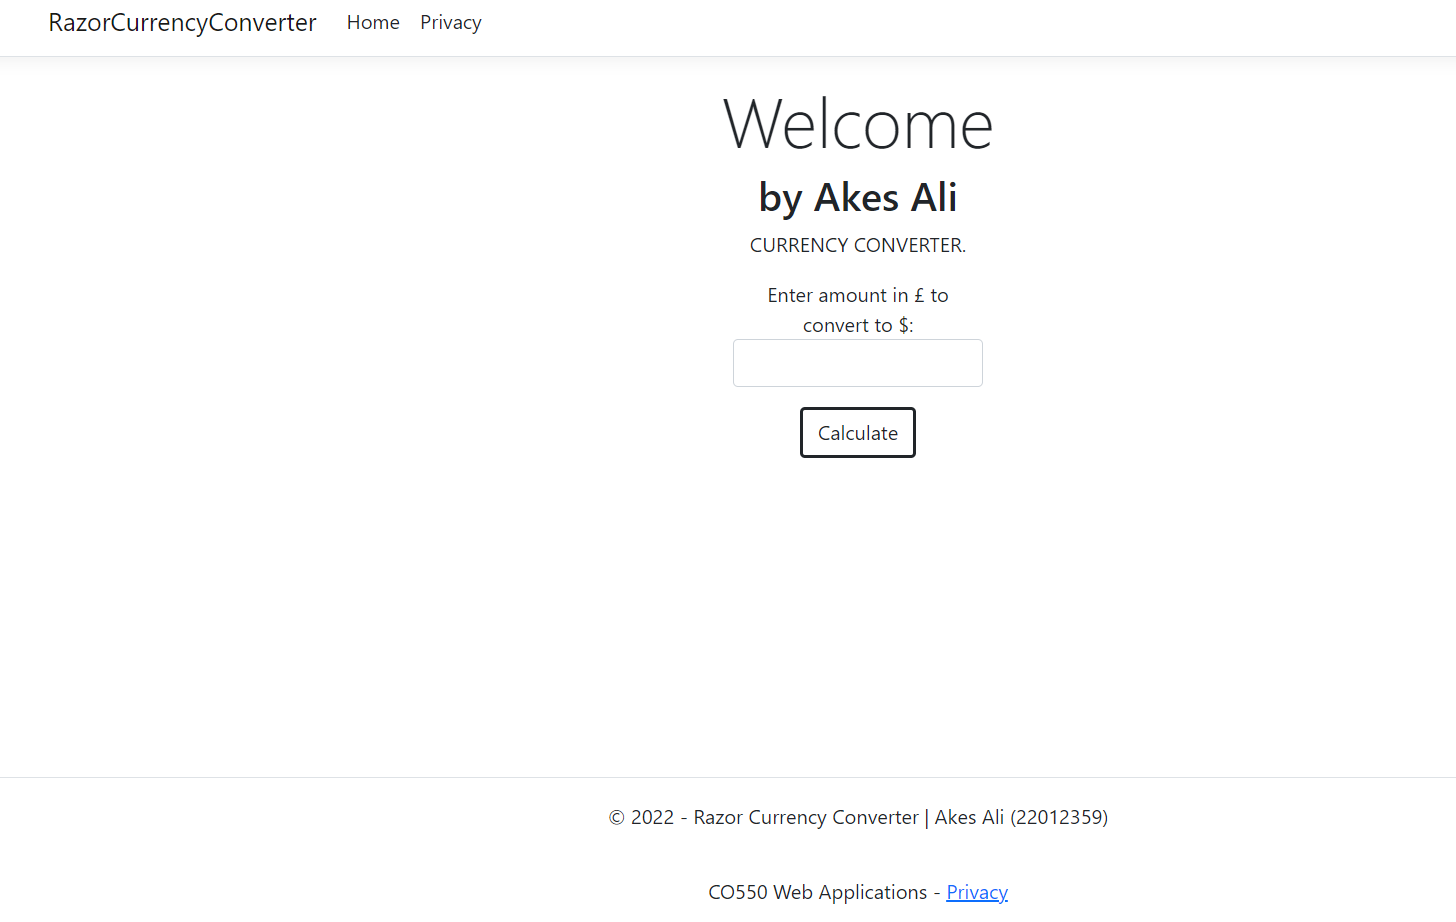 RazorCurrencyConverter Home Privacy
Welcome
by Akes Ali
CURRENCY CONVERTER.
Enter amount in £ to
convert to $:
Calculate
© 2022 - Razor Currency Converter | Akes Ali (22012359)
CO550 Web Applications - Privacy